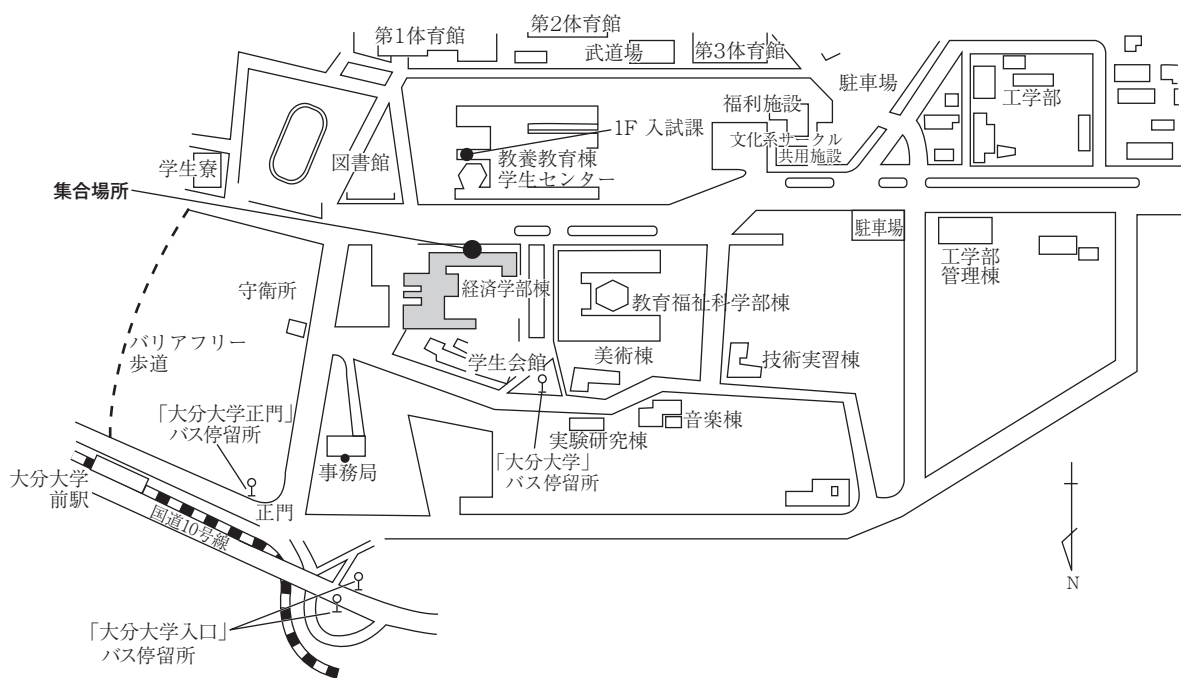 第1体育館
第2体育館
武道場
第3体育館
駐車場
工学部
福利施設
1F 入試課
文化系サークル
共用施設
教養教育棟
学生センター
図書館
学生寮
集合場所
駐車場
工学部
管理棟
経済学部棟
教育福祉科学部棟
守衛所
バリアフリー
歩道
学生会館
美術棟
技術実習棟
「大分大学正門」
バス停留所
音楽棟
実験研究棟
「大分大学」
バス停留所
事務局
大分大学
前駅
正門
国道10号線
N
「大分大学入口」
バス停留所